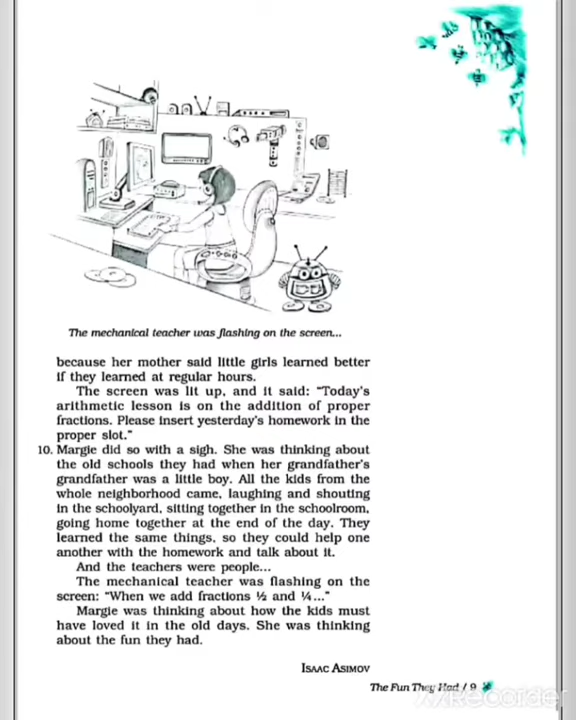 The mechanical teacher was flashing on the screen...
because her mother said little girls learned better
if they learned at regular hours.
The screen was lit up, and it said: “Today’s
arithmetic lesson is on the addition of proper
fractions. Please insert yesterday’s homework in the
proper slot.”
10. Margie did so with a sigh. She was thinking about
the old schools they had when her grandfather’s
grandfather was a little boy. All the kids from the
whole neighborhood came, laughing and shouting
in the schoolyard, sitting together in the schoolroom,
going home together at the end of the day. They
learned the same things, so they could help one
another with the homework and talk about it.
And the teachers were people...
The mechanical teacher was flashing on the
screen: “When we add fractions ½ and ¼...”
Margie was thinking about how the kids must
have loved it in the old days. She was thinking
about the fun they had.
ISAAC ASIMOV
The Fun They Had / 9
Recorder